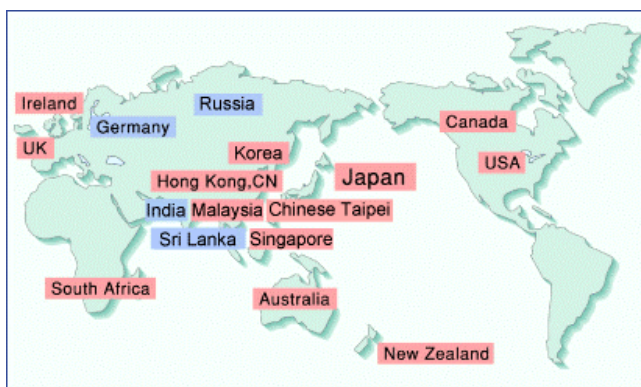 Ireland
Russia
Germany
Canada
UK
Korea
USA
Hong Kong,CN
Japan
India
Malaysia
Chinese Taipei
Sri Lanka
Singapore
South Africa
Australia
New Zealand